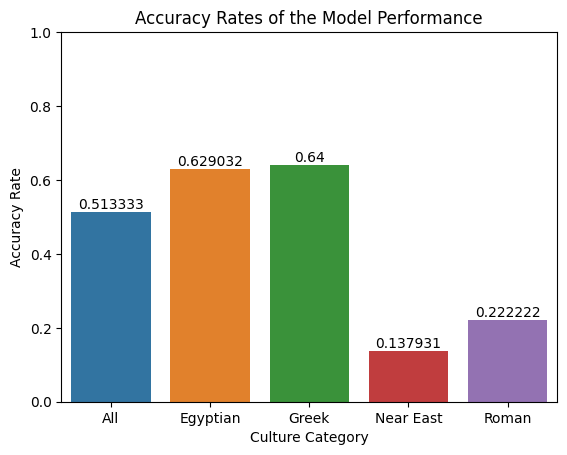 Accuracy Rates of the Model Performance
1.0
0.8
0.6
0.4
0.2
0.0
Accuracy Rate
0.513333
0.629032
0.64
0.137931
0.222222
All
Egyptian
Greek
Near East
Roman
Culture Category